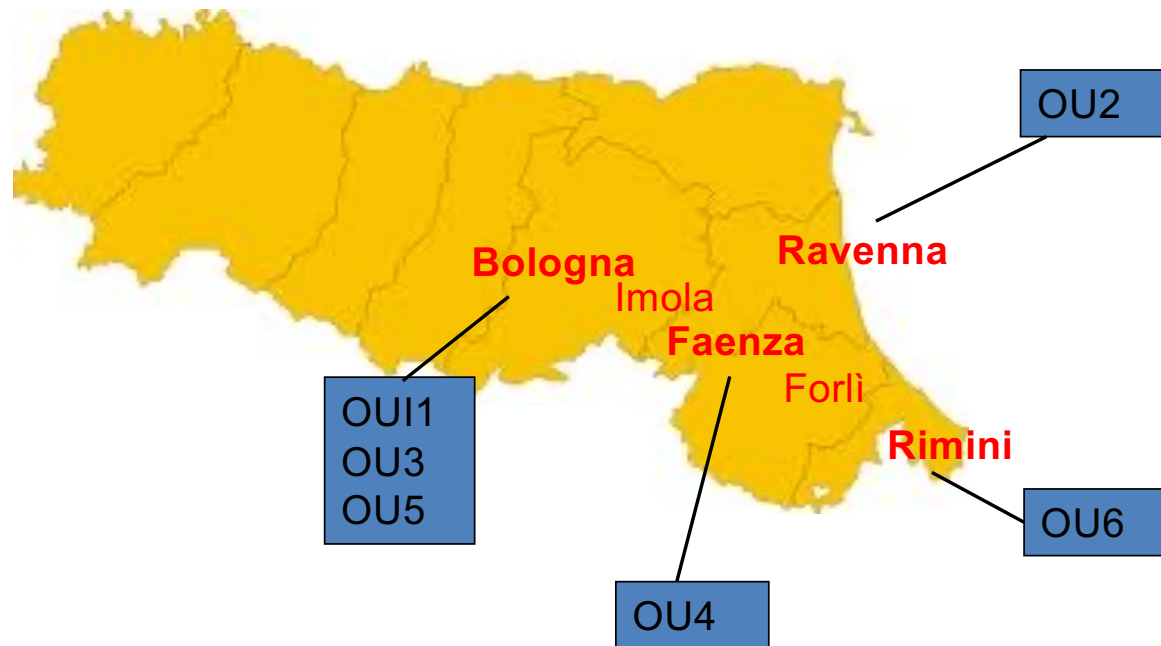 OU2
Ravenna
Bologna
Imola
Faenza
Forlì
OUI1
OU3
OU5
Rimini
OU6
OU4